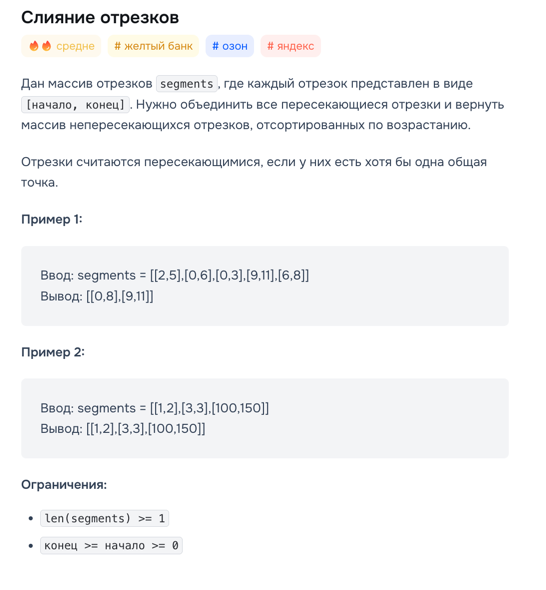 Слияние отрезков
🔥🔥 средне # желтый банк # озон # яндекс
Дан массив отрезков segments, где каждый отрезок представлен в виде
[начало, конец]. Нужно объединить все пересекающиеся отрезки и вернуть
массив непересекающихся отрезков, отсортированных по возрастанию.
Отрезки считаются пересекающимися, если у них есть хотя бы одна общая
точка.
Пример 1:
Ввод: segments = [[2,5],[0,6],[0,3],[9,11],[6,8]]
Вывод: [[0,8],[9,11]]
Пример 2:
Ввод: segments = [[1,2],[3,3],[100,150]]
Вывод: [[1,2],[3,3],[100,150]]
Ограничения:
• len(segments) >= 1
• конец >= начало >= 0